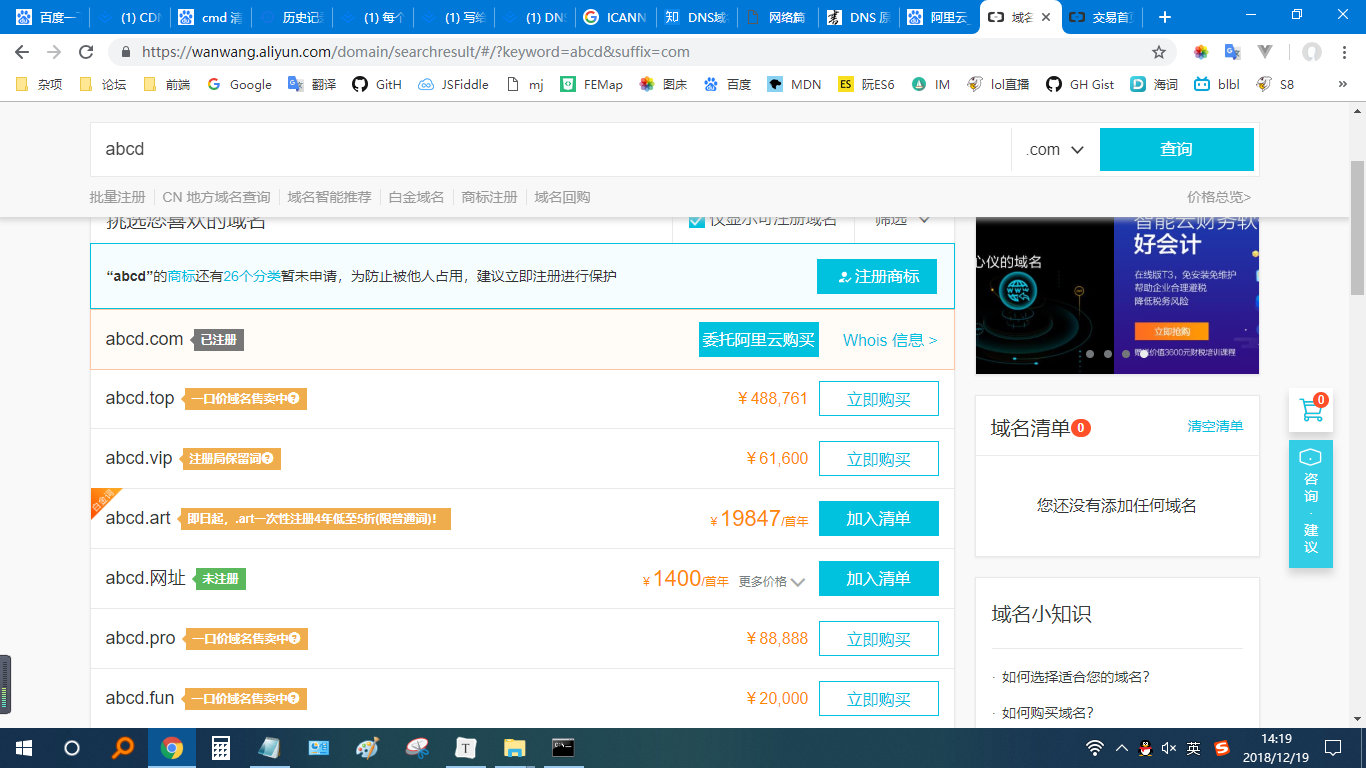 百度一
(1) CDN
cmd 清
历史记录
(1) 每个
(1) 写给
(1) DNS
ICANN
DNS域
网络篇
DNS 原
阿里云_
域名
交易首页
https://wanwang.aliyun.com/domain/searchresult/#/?keyword=abcd&suffix=com
杂项 论坛 前端 Google 翻译 GitH JSFiddle mj FEMap 图床 百度 MDN 阮ES6 IM lol直播 GH Gist 海词 blbl S8 »
abcd
.com
查询
批量注册 CN 地方域名查询 域名智能推荐 白金域名 商标注册 域名回购
价格总览>
挑选您喜欢的域名
仅显示可注册域名
筛选
“abcd”的商标还有26个分类暂未申请，为防止被他人占用，建议立即注册进行保护
注册商标
abcd.com 已注册 委托阿里云购买 Whois 信息 >
abcd.top 一口价域名售卖中 ￥488,761 立即购买
abcd.vip 注册局保留词 ￥61,600 立即购买
白金词
abcd.art 即日起，.art一次性注册4年低至5折(限普通词)！ ￥19847/首年 加入清单
abcd.网址 未注册 ￥1400/首年 更多价格 加入清单
abcd.pro 一口价域名售卖中 ￥88,888 立即购买
abcd.fun 一口价域名售卖中 ￥20,000 立即购买
心仪的域名
智能云财务软
好会计
在线版T3，免安装免维护
帮助企业合理避税
降低税务风险
立即抢购
价值3600元财税培训课程
域名清单 0
清空清单
您还没有添加任何域名
域名小知识
· 如何选择适合您的域名?
· 如何购买域名?
0
咨询·建议
英
14:19
2018/12/19